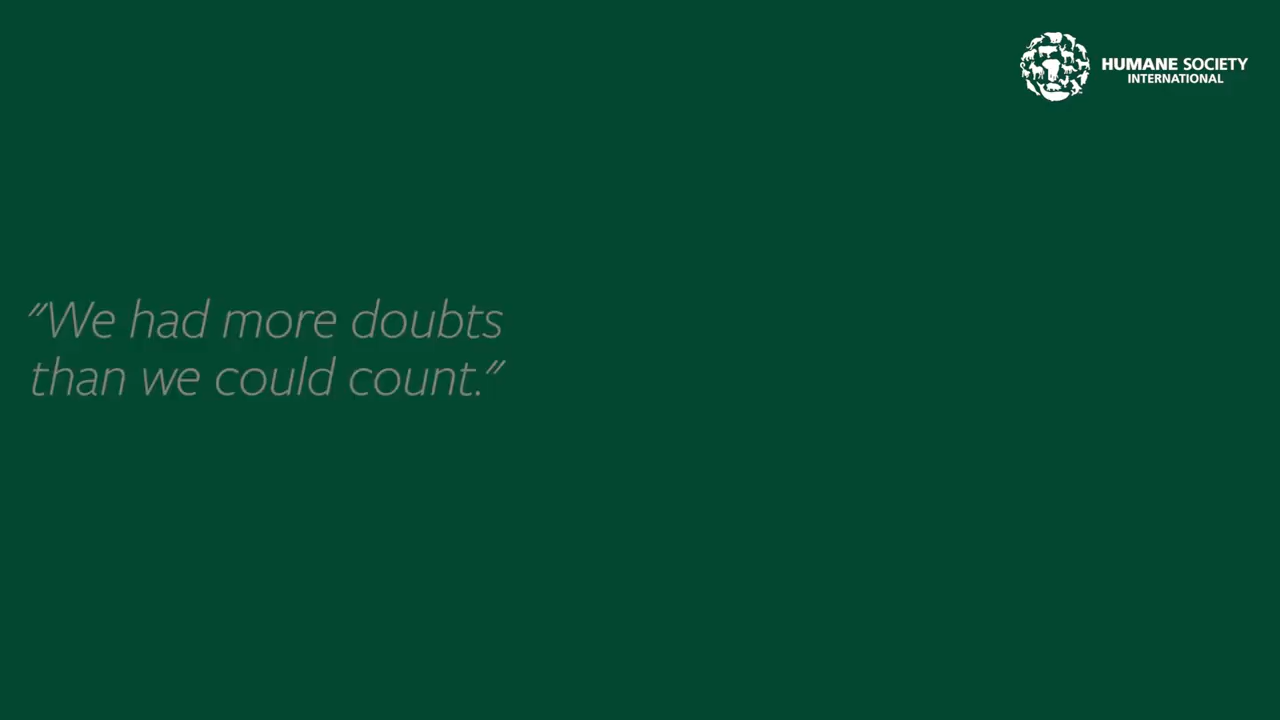 HUMANE SOCIETY
INTERNATIONAL
"We had more doubts
than we could count."